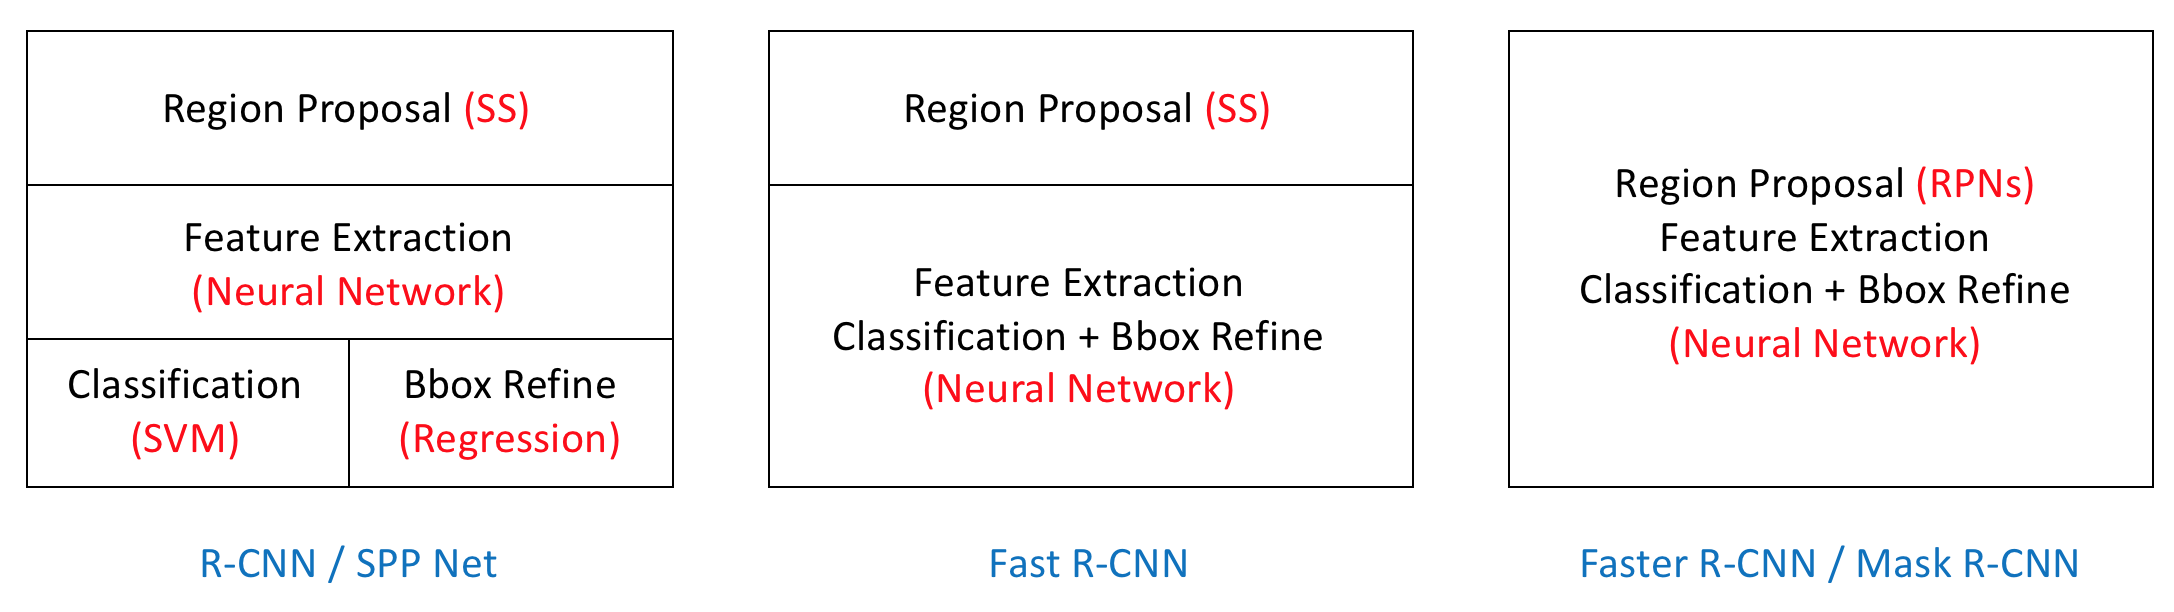 Region Proposal (SS)
Feature Extraction
(Neural Network)
Classification
(SVM)
Bbox Refine
(Regression)
R-CNN / SPP Net
Region Proposal (SS)
Feature Extraction
Classification + Bbox Refine
(Neural Network)
Fast R-CNN
Region Proposal (RPNs)
Feature Extraction
Classification + Bbox Refine
(Neural Network)
Faster R-CNN / Mask R-CNN